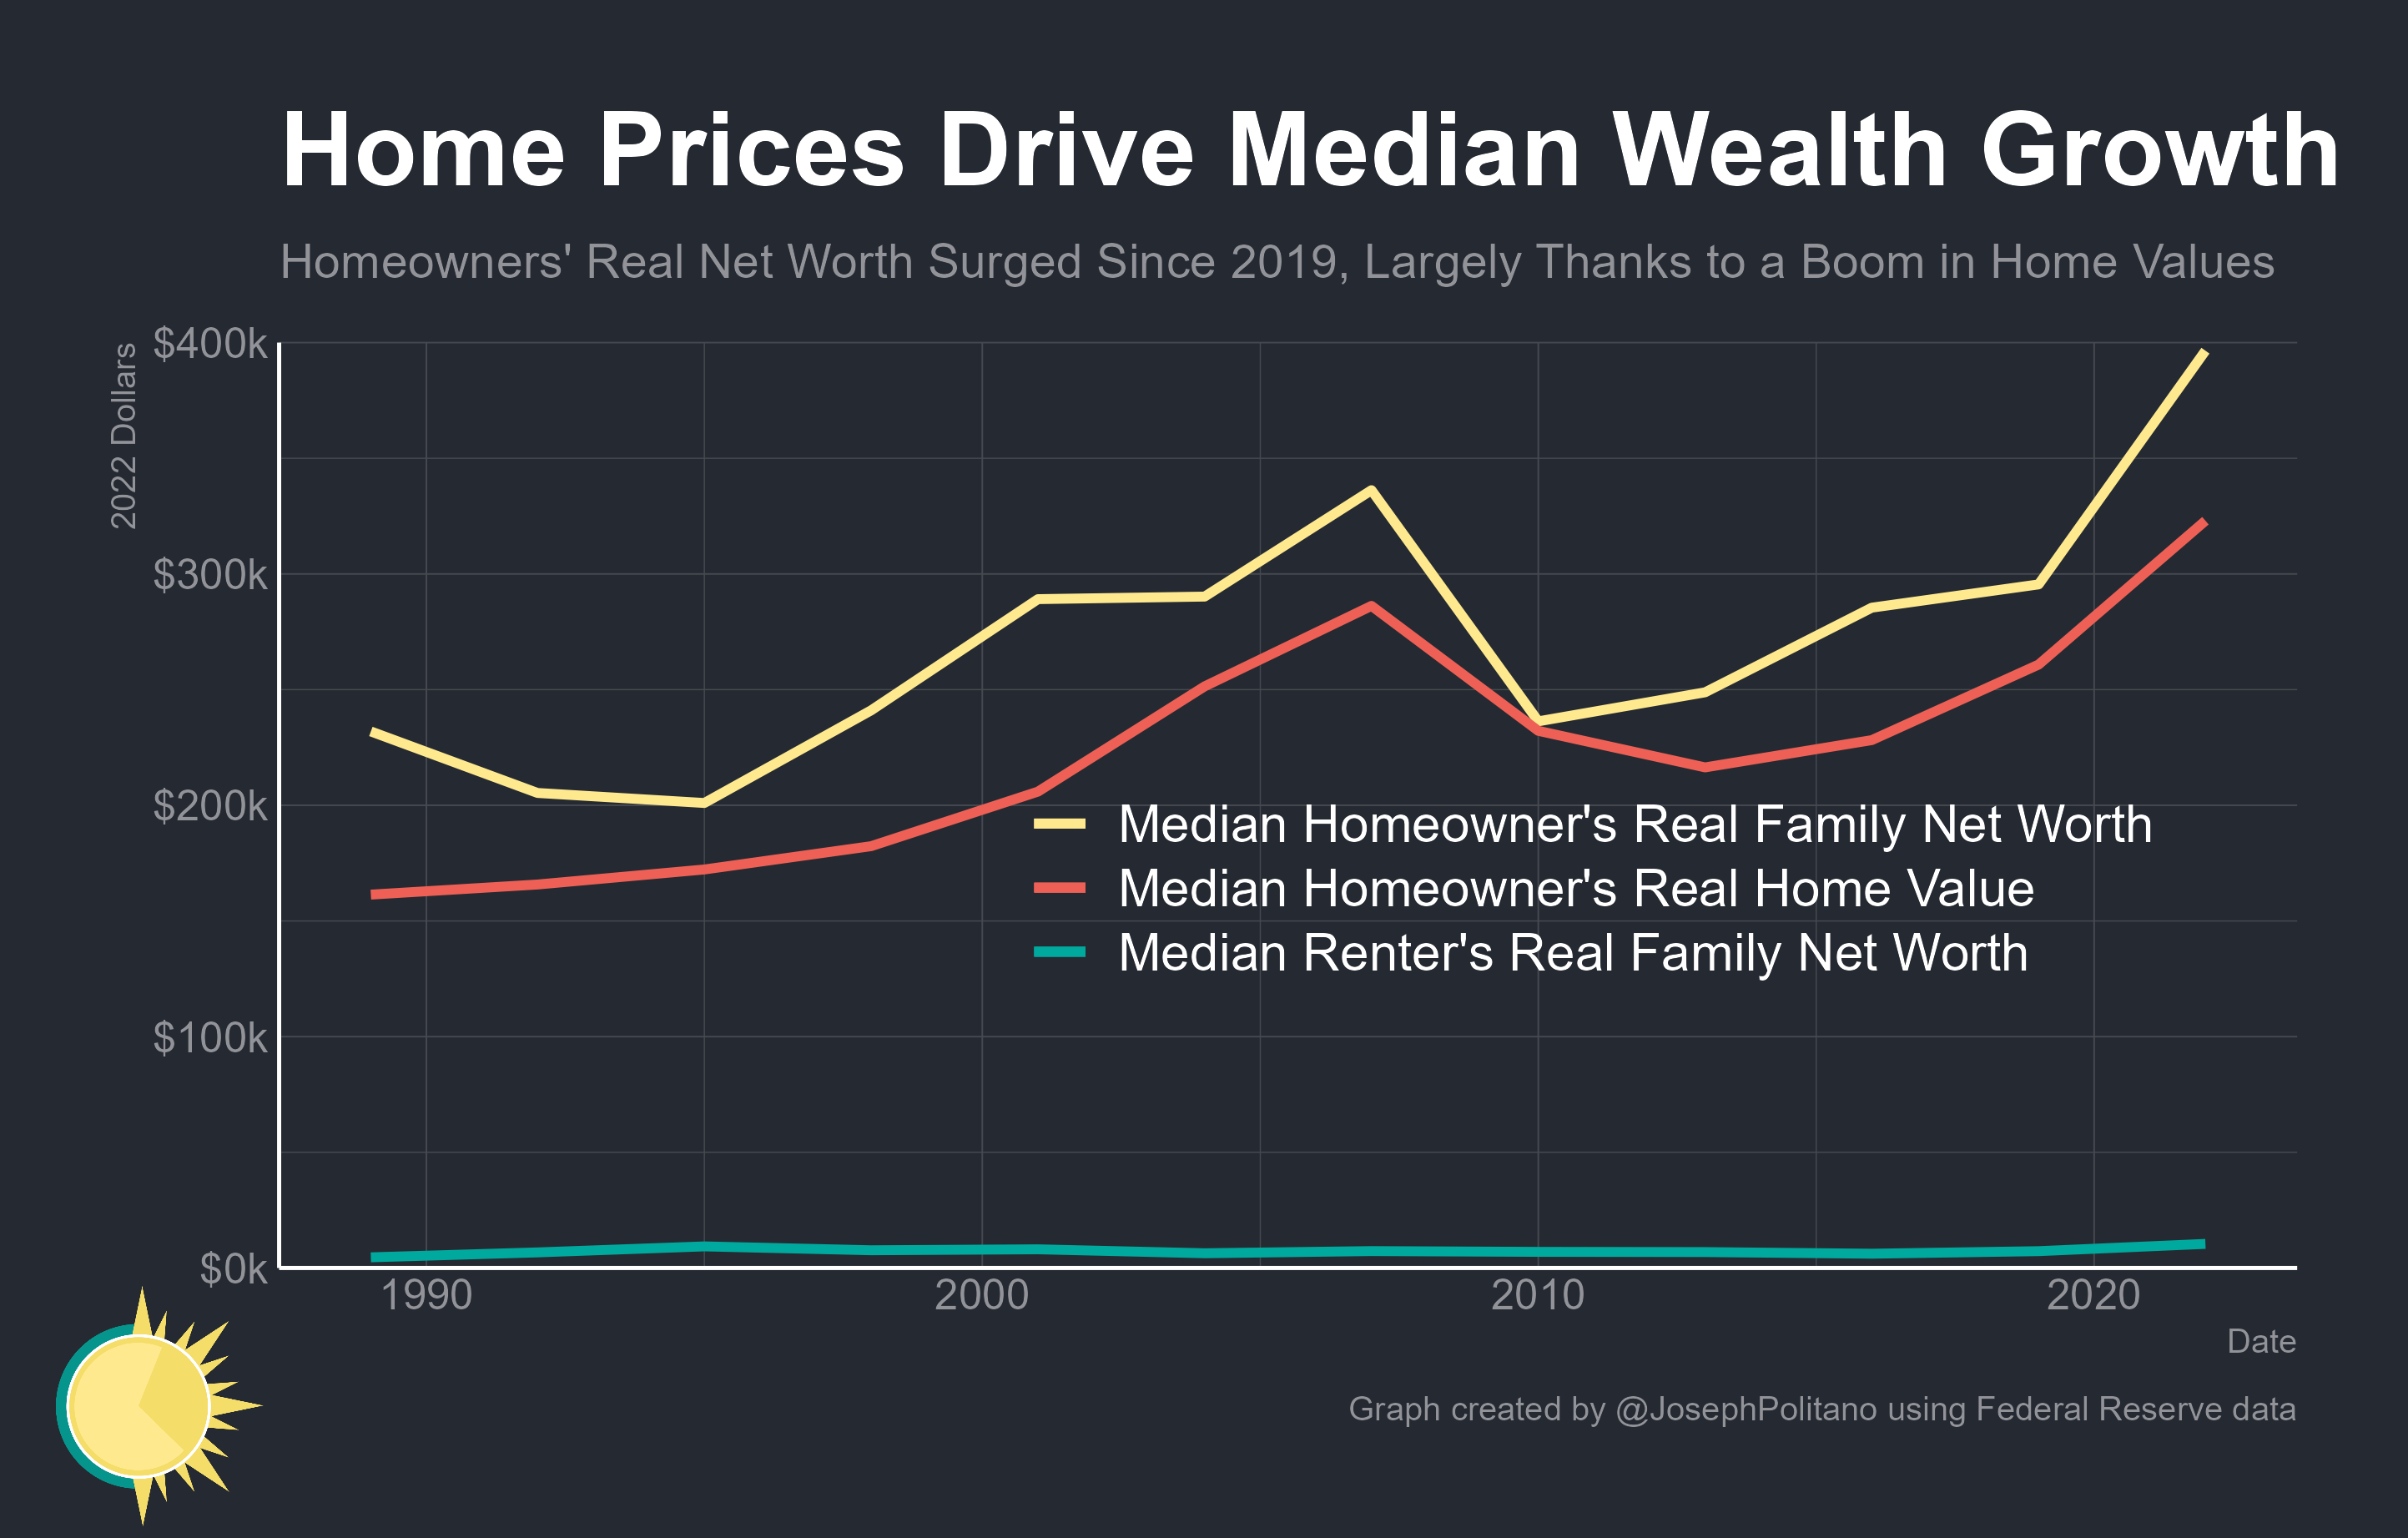 Home Prices Drive Median Wealth Growth
Homeowners' Real Net Worth Surged Since 2019, Largely Thanks to a Boom in Home Values
2022 Dollars
$400k
$300k
$200k
$100k
$0k
Median Homeowner's Real Family Net Worth
Median Homeowner's Real Home Value
Median Renter's Real Family Net Worth
1990 2000 2010 2020
Date
Graph created by @JosephPolitano using Federal Reserve data